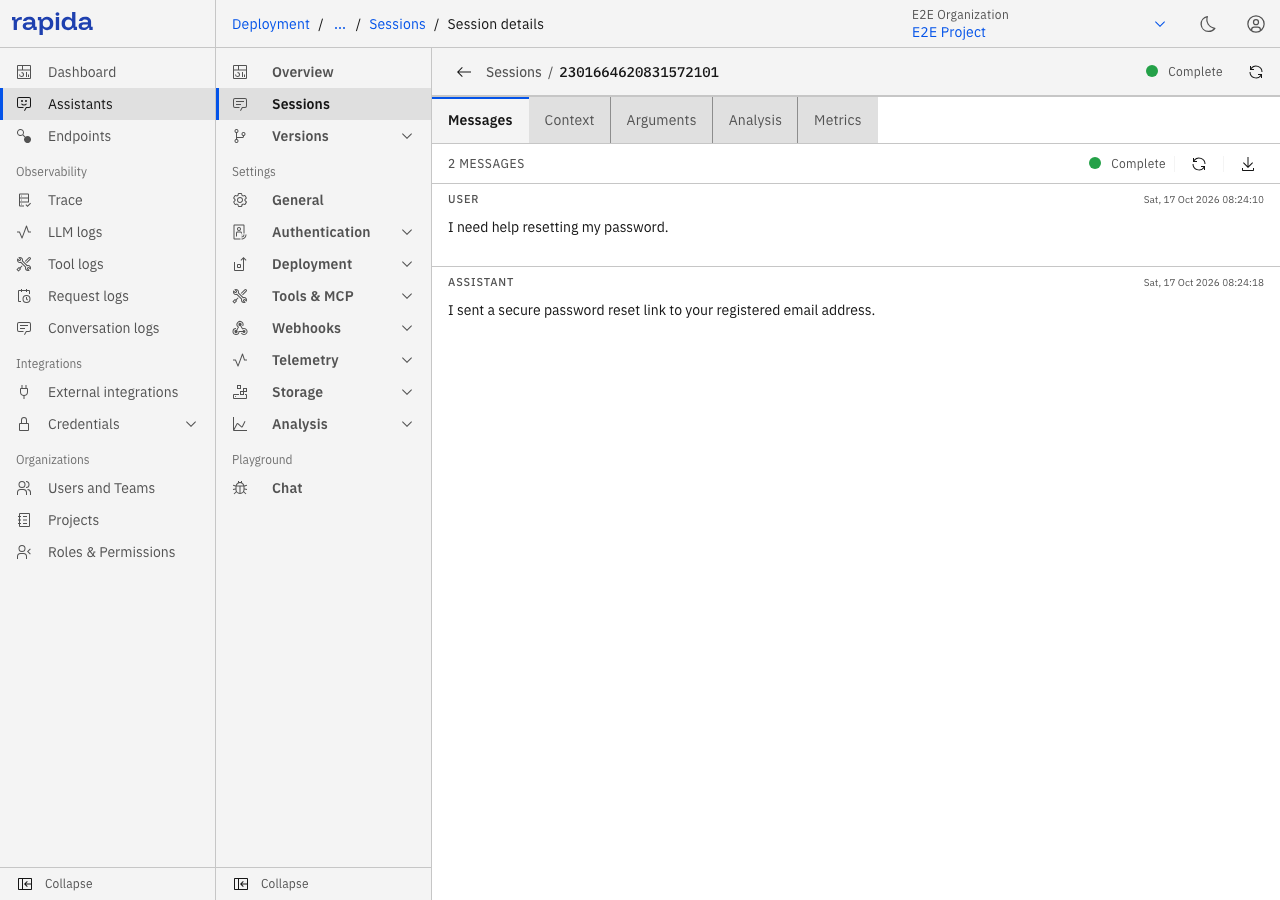 rapida
Deployment / ... / Sessions / Session details
E2E Organization
E2E Project
Dashboard
Assistants
Endpoints
Observability
Trace
LLM logs
Tool logs
Request logs
Conversation logs
Integrations
External integrations
Credentials
Organizations
Users and Teams
Projects
Roles & Permissions
Collapse
Overview
Sessions
Versions
Settings
General
Authentication
Deployment
Tools & MCP
Webhooks
Telemetry
Storage
Analysis
Playground
Chat
Collapse
Sessions / 2301664620831572101
Complete
Messages Context Arguments Analysis Metrics
2 MESSAGES
Complete
USER Sat, 17 Oct 2026 08:24:10
I need help resetting my password.
ASSISTANT Sat, 17 Oct 2026 08:24:18
I sent a secure password reset link to your registered email address.